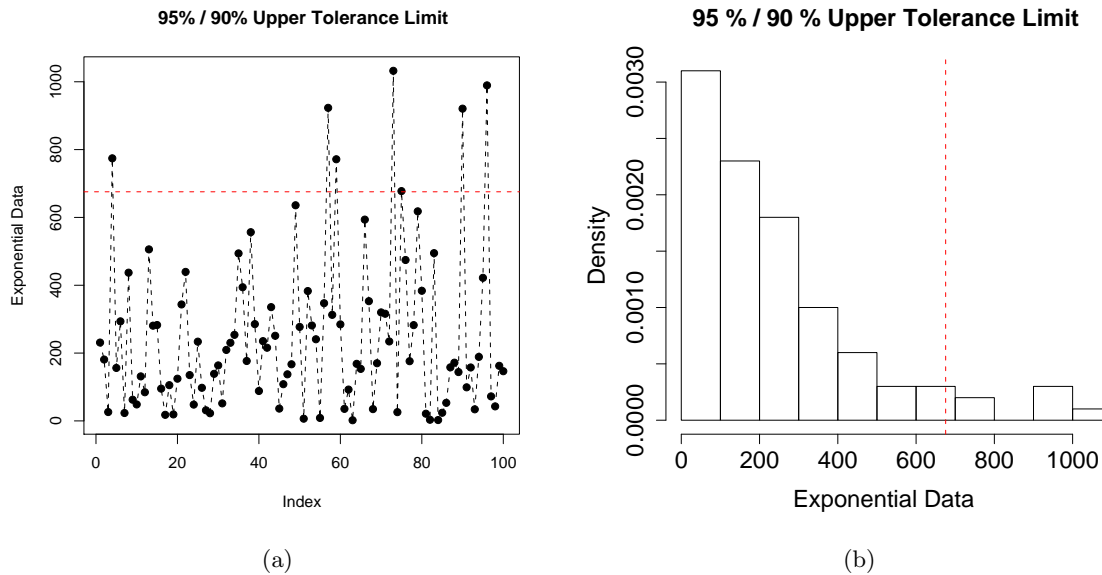 95% / 90% Upper Tolerance Limit
1000
800
600
400
200
0
Exponential Data
0 20 40 60 80 100
Index
(a)
95 % / 90 % Upper Tolerance Limit
0.0030
0.0020
0.0010
0.0000
Density
0 200 400 600 800 1000
Exponential Data
(b)